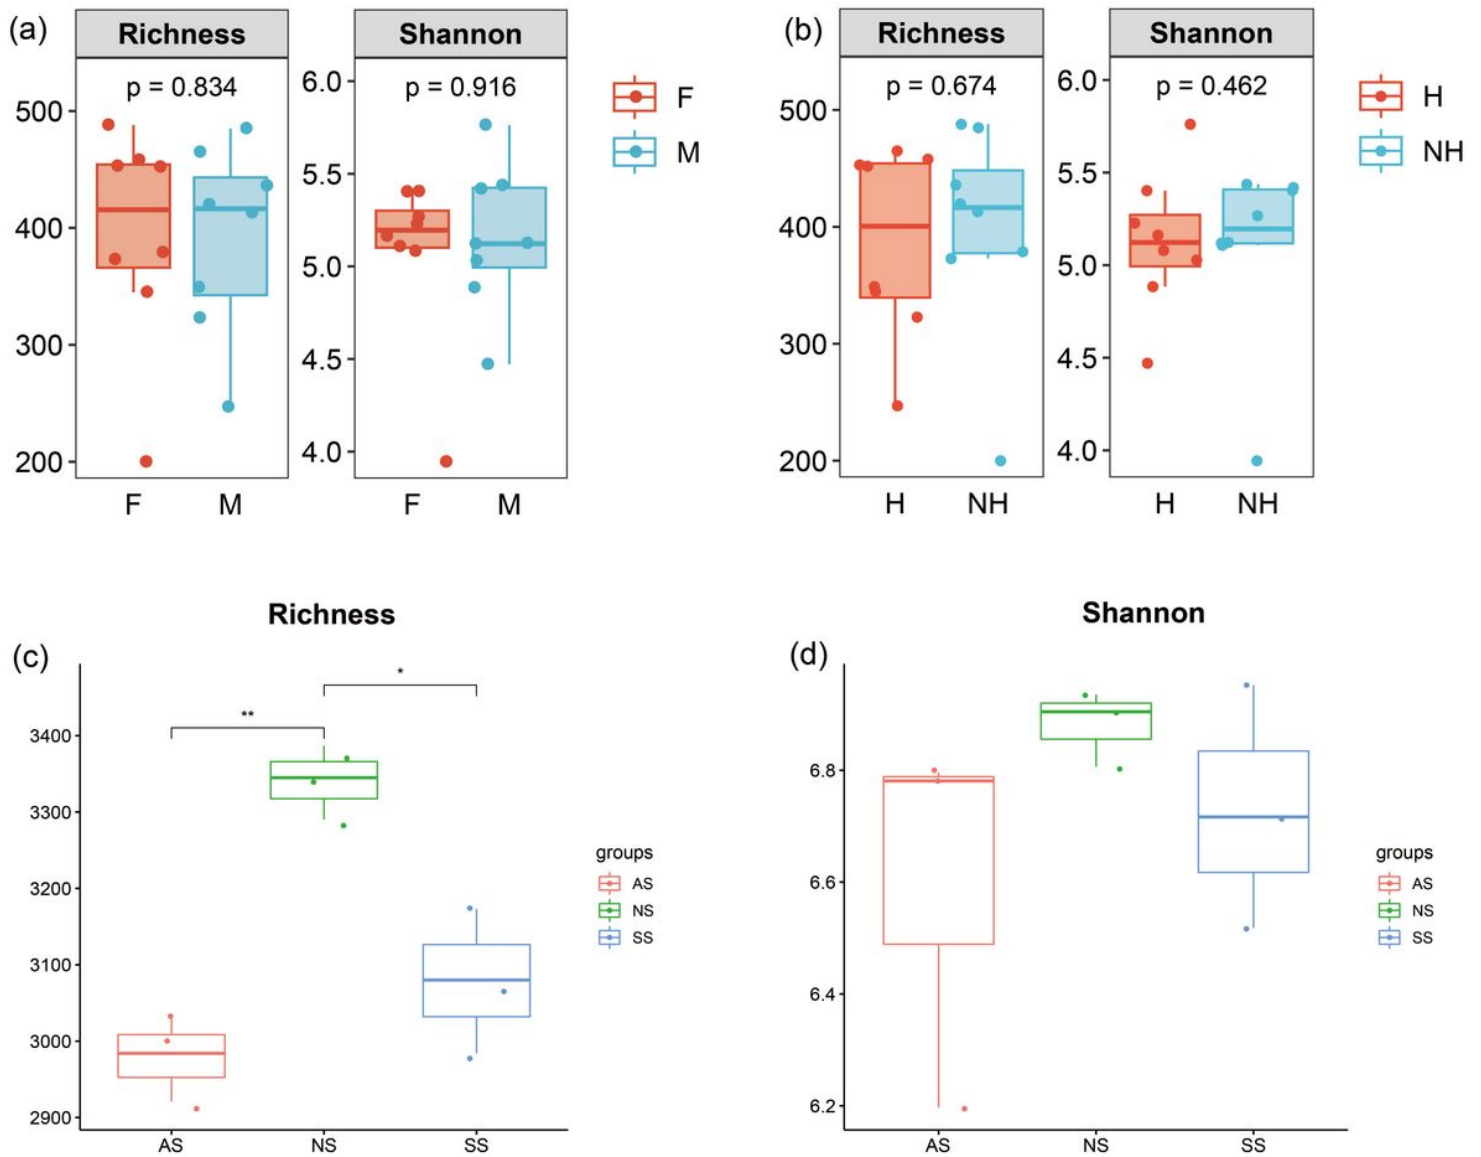 (a)
Richness
Shannon
p = 0.834
p = 0.916
500
400
300
200
6.0
5.5
5.0
4.5
4.0
F
M
F
M
F
M
(b)
Richness
Shannon
p = 0.674
p = 0.462
500
400
300
200
6.0
5.5
5.0
4.5
4.0
H
NH
H
NH
H
NH
(c)
Richness
**
*
3400
3300
3200
3100
3000
2900
AS
NS
SS
groups
AS
NS
SS
(d)
Shannon
6.8
6.6
6.4
6.2
AS
NS
SS
groups
AS
NS
SS